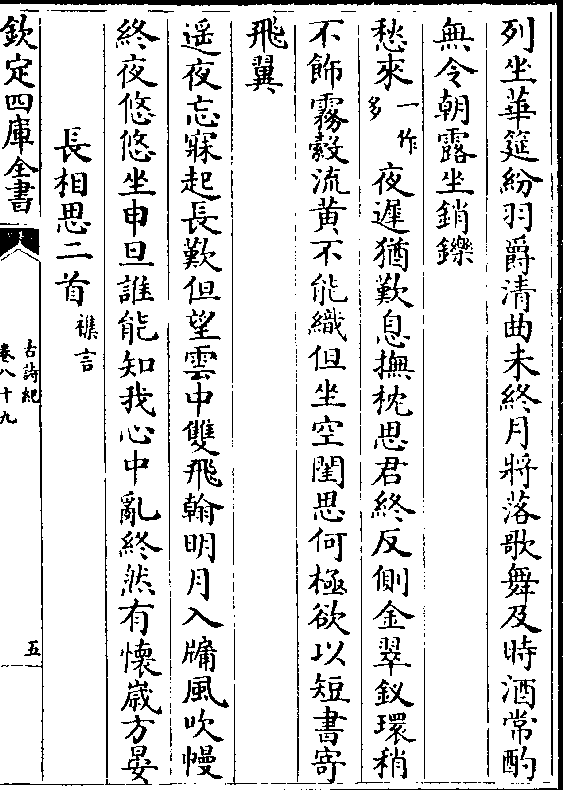 列坐華筵紛羽爵清曲未終月將落歌舞及時酒常酌
無令朝露坐銷鑠
愁來一作多夜遲猶歎息撫枕思君終反側金翠釵環稍
不飾霧縠流黃不能織但坐空閨思何極欲以短書寄
飛翼
遥夜忘寐起長歎但望雲中雙飛翰明月入牖風吹幔
終夜悠悠坐申旦誰能知我心中亂終然有懷歳方晏
長相思二首襍言
欽定四庫全書
古詩紀
卷八十九
五